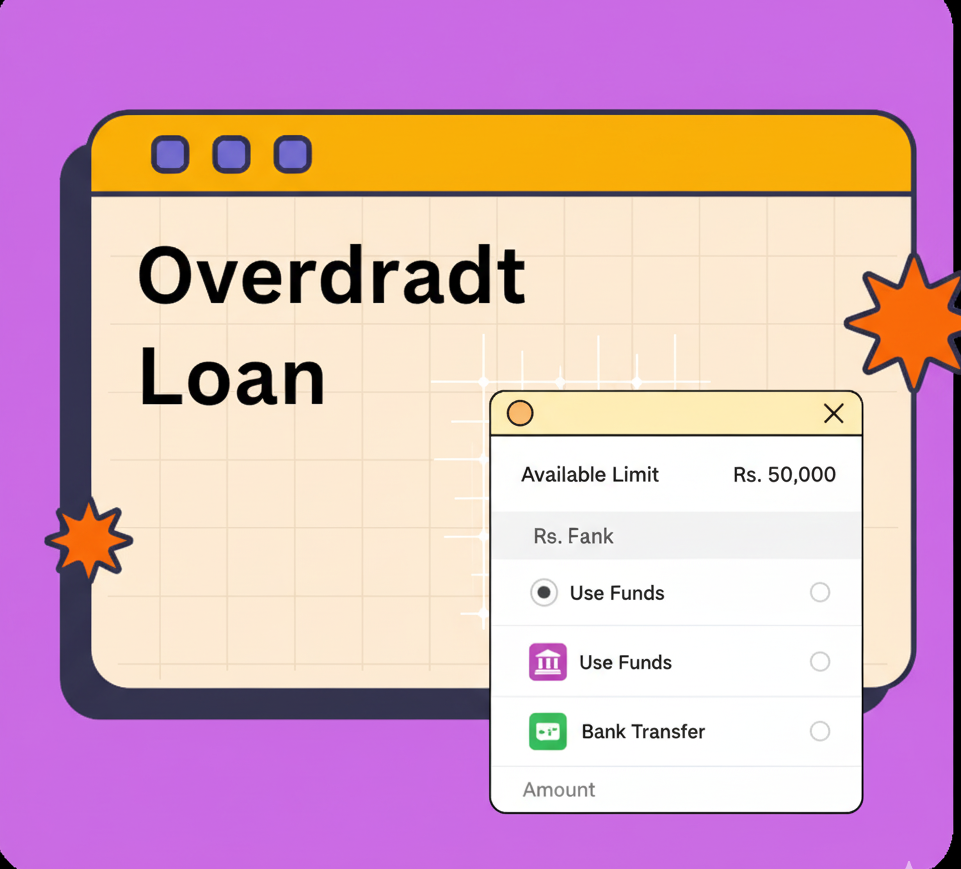 Overdradt
Loan
Available Limit Rs. 50,000
Rs. Fank
Use Funds
Use Funds
Bank Transfer
Amount